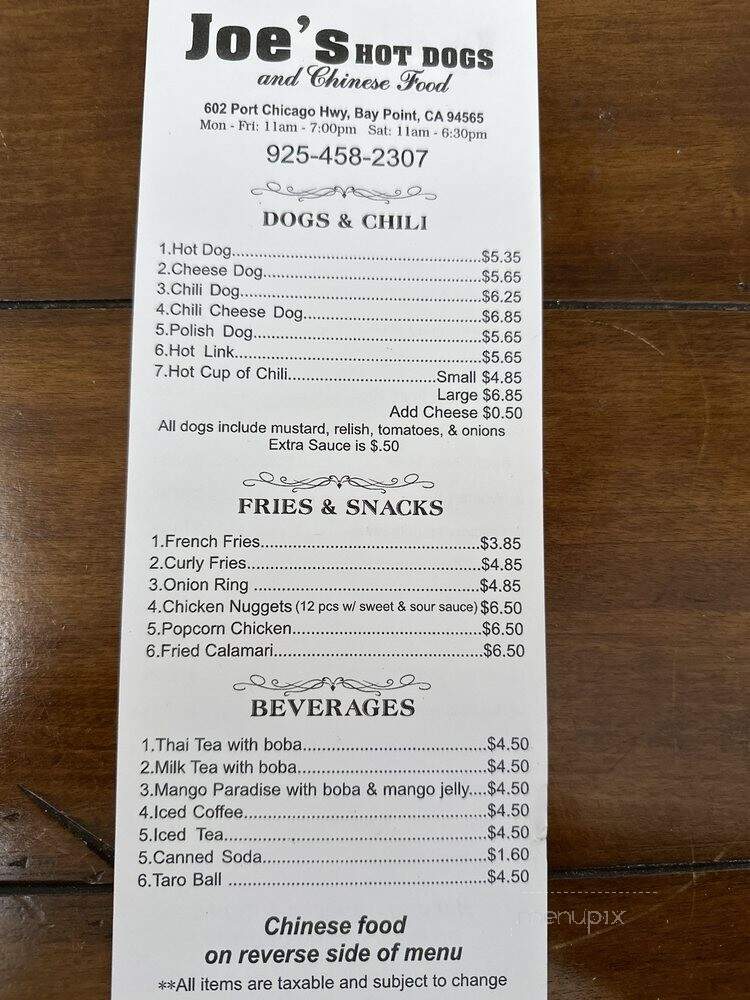 Joe's HOT DOGS
and Chinese Food
602 Port Chicago Hwy, Bay Point, CA 94565
Mon - Fri: 11am - 7:00pm Sat: 11am - 6:30pm
925-458-2307
DOGS & CHILI
1.Hot Dog..................................................$5.35
2.Cheese Dog............................................$5.65
3.Chili Dog.................................................$6.25
4.Chili Cheese Dog....................................$6.85
5.Polish Dog..............................................$5.65
6.Hot Link..................................................$5.65
7.Hot Cup of Chili..............................Small $4.85
Large $6.85
Add Cheese $0.50
All dogs include mustard, relish, tomatoes, & onions
Extra Sauce is $.50
FRIES & SNACKS
1.French Fries............................................$3.85
2.Curly Fries...............................................$4.85
3.Onion Ring .............................................$4.85
4.Chicken Nuggets (12 pcs w/ sweet & sour sauce) $6.50
5.Popcorn Chicken......................................$6.50
6.Fried Calamari..........................................$6.50
BEVERAGES
1.Thai Tea with boba.....................................$4.50
2.Milk Tea with boba......................................$4.50
3.Mango Paradise with boba & mango jelly....$4.50
4.Iced Coffee.................................................$4.50
5.Iced Tea.....................................................$4.50
5.Canned Soda.............................................$1.60
6.Taro Ball ....................................................$4.50
menupix
Chinese food
on reverse side of menu
**All items are taxable and subject to change